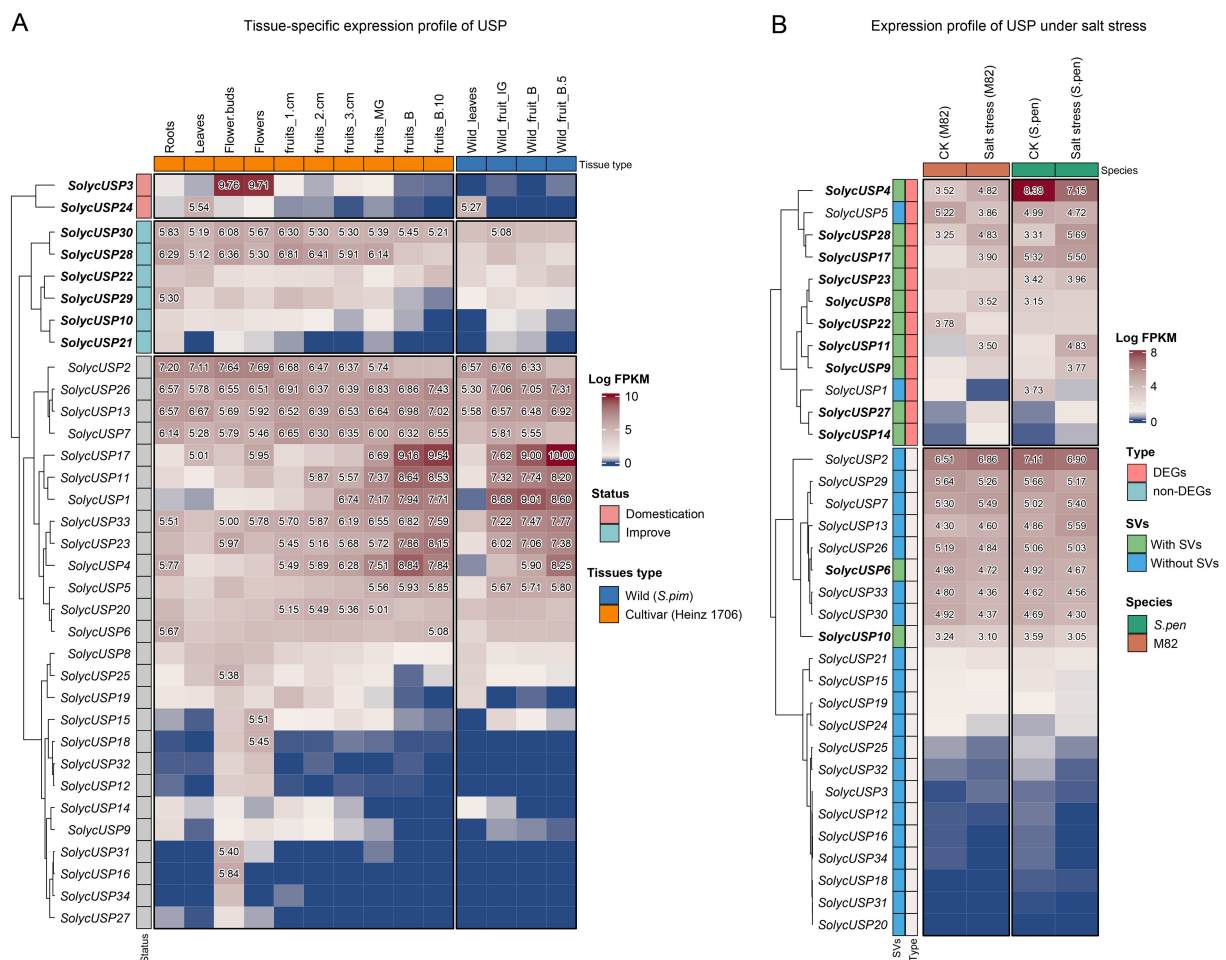 A
Tissue-specific expression profile of USP
Roots
Leaves
Flower.buds
Flowers
fruits_1.cm
fruits_2.cm
fruits_3.cm
fruits_MG
fruits_B
fruits_B.10
Wild_leaves
Wild_fruit_IG
Wild_fruit_B
Wild_fruit_B.5
Tissue type
SolycUSP3 9.76 9.71
SolycUSP24 5.54 5.27
SolycUSP30 5.83 5.19 6.08 5.67 6.30 5.30 5.30 5.39 5.45 5.21 5.08
SolycUSP28 6.29 5.12 6.36 5.30 6.81 6.41 5.91 6.14
SolycUSP22
SolycUSP29 5.30
SolycUSP10
SolycUSP21
SolycUSP2 7.20 7.11 7.64 7.69 6.68 6.47 6.37 5.74 6.57 6.76 6.33
SolycUSP26 6.57 5.78 6.55 6.51 6.91 6.37 6.39 6.83 6.86 7.43 5.30 7.06 7.05 7.31
SolycUSP13 6.57 6.67 5.69 5.92 6.52 6.39 6.53 6.64 6.98 7.02 5.58 6.57 6.48 6.92
SolycUSP7 6.14 5.28 5.79 5.46 6.65 6.30 6.35 6.00 6.32 6.55 5.81 5.55
SolycUSP17 5.01 5.95 6.69 9.16 9.54 7.62 9.00 10.00
SolycUSP11 5.87 5.57 7.37 8.64 8.53 7.32 7.74 8.20
SolycUSP1 6.74 7.17 7.94 7.71 8.68 9.01 8.60
SolycUSP33 5.51 5.00 5.78 5.70 5.87 6.19 6.55 6.82 7.59 7.22 7.47 7.77
SolycUSP23 5.97 5.45 5.16 5.68 5.72 7.86 8.15 6.02 7.06 7.38
SolycUSP4 5.77 5.49 5.89 6.28 7.51 8.84 7.84 5.90 8.25
SolycUSP5 5.56 5.93 5.85 5.67 5.71 5.80
SolycUSP20 5.15 5.49 5.36 5.01
SolycUSP6 5.67 5.08
SolycUSP8
SolycUSP25 5.38
SolycUSP19
SolycUSP15 5.51
SolycUSP18 5.45
SolycUSP32
SolycUSP12
SolycUSP14
SolycUSP9
SolycUSP31 5.40
SolycUSP16 5.84
SolycUSP34
SolycUSP27
Status
Log FPKM
10
5
0
Status
Domestication
Improve
Tissues type
Wild (S.pim)
Cultivar (Heinz 1706)
B
Expression profile of USP under salt stress
CK (M82)
Salt stress (M82)
CK (S.pen)
Salt stress (S.pen)
Species
SolycUSP4 3.52 4.82 8.38 7.15
SolycUSP5 5.22 3.86 4.99 4.72
SolycUSP28 3.25 4.83 3.31 5.69
SolycUSP17 3.90 5.32 5.50
SolycUSP23 3.42 3.96
SolycUSP8 3.52 3.15
SolycUSP22 3.78
SolycUSP11 3.50 4.83
SolycUSP9 3.77
SolycUSP1 3.73
SolycUSP27
SolycUSP14
SolycUSP2 6.51 6.86 7.11 6.90
SolycUSP29 5.64 5.26 5.66 5.17
SolycUSP7 5.30 5.49 5.02 5.40
SolycUSP13 4.30 4.60 4.86 5.59
SolycUSP26 5.19 4.84 5.06 5.03
SolycUSP6 4.98 4.72 4.92 4.67
SolycUSP33 4.80 4.36 4.62 4.56
SolycUSP30 4.92 4.37 4.69 4.30
SolycUSP10 3.24 3.10 3.59 3.05
SolycUSP21
SolycUSP15
SolycUSP19
SolycUSP24
SolycUSP25
SolycUSP32
SolycUSP3
SolycUSP12
SolycUSP16
SolycUSP34
SolycUSP18
SolycUSP31
SolycUSP20
SVs
Type
Log FPKM
8
4
0
Type
DEGs
non-DEGs
SVs
With SVs
Without SVs
Species
S.pen
M82